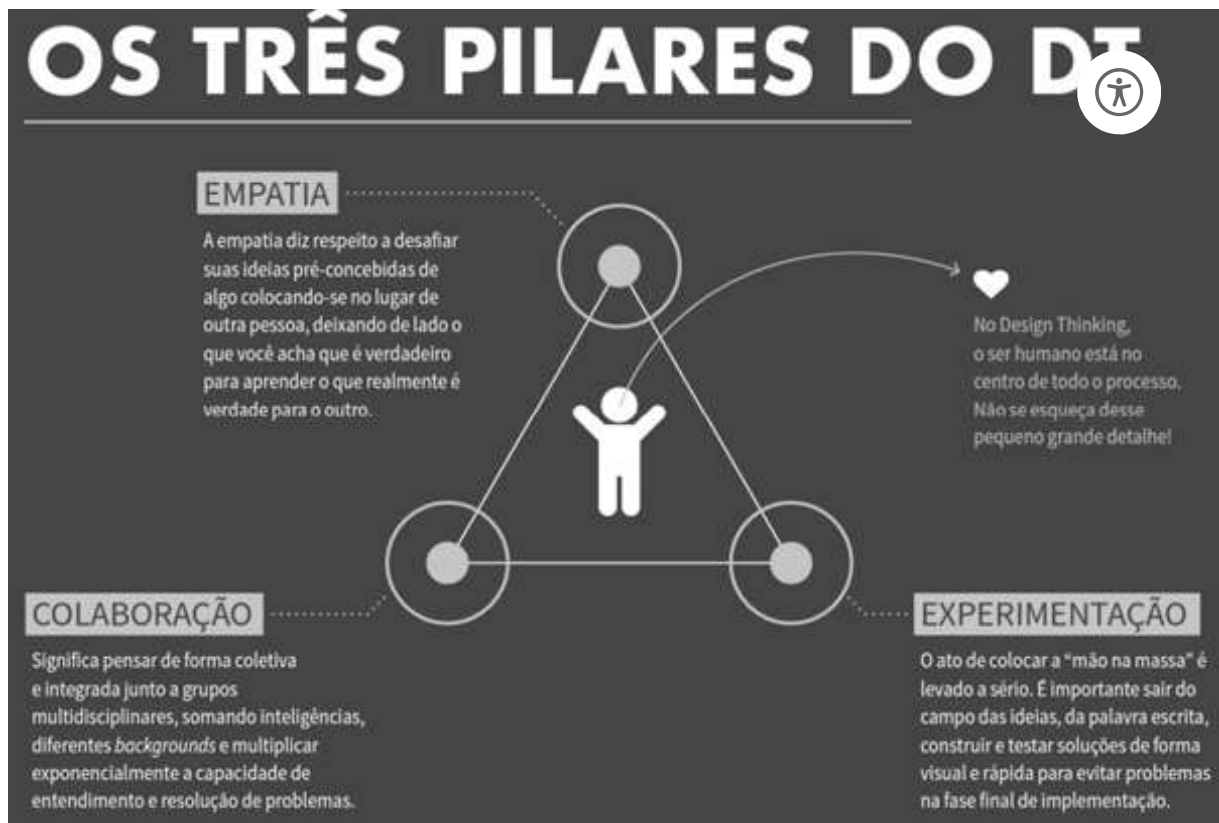 OS TRÊS PILARES DO DT
EMPATIA
A empatia diz respeito a desafiar
suas ideias pré-concebidas de
algo colocando-se no lugar de
outra pessoa, deixando de lado o
que você acha que é verdadeiro
para aprender o que realmente é
verdade para o outro.
No Design Thinking,
o ser humano está no
centro de todo o processo.
Não se esqueça desse
pequeno grande detalhe!
COLABORAÇÃO
Significa pensar de forma coletiva
e integrada junto a grupos
multidisciplinares, somando inteligências,
diferentes backgrounds e multiplicar
exponencialmente a capacidade de
entendimento e resolução de problemas.
EXPERIMENTAÇÃO
O ato de colocar a “mão na massa” é
levado a sério. É importante sair do
campo das ideias, da palavra escrita,
construir e testar soluções de forma
visual e rápida para evitar problemas
na fase final de implementação.